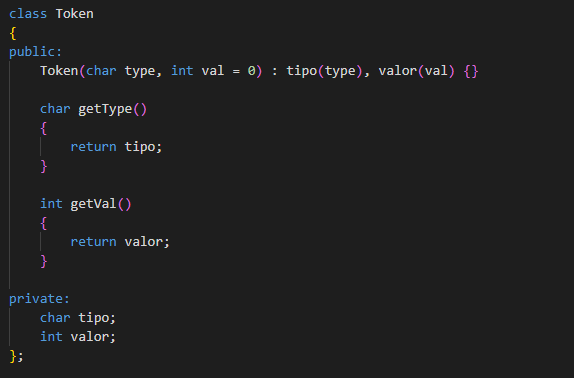 class Token
{
public:
    Token(char type, int val = 0) : tipo(type), valor(val) {}

    char getType()
    {
        return tipo;
    }

    int getVal()
    {
        return valor;
    }

private:
    char tipo;
    int valor;
};